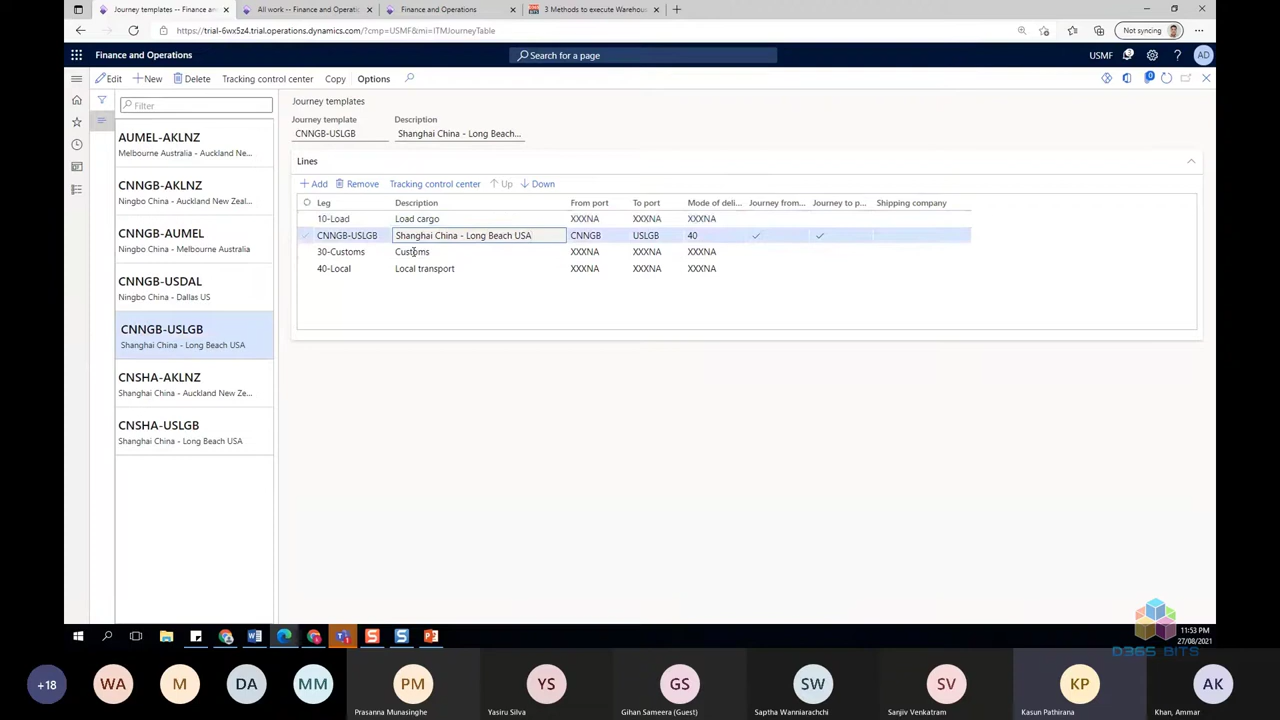 Journey templates -- Finance and
All work -- Finance and Operatio
Finance and Operations
3 Methods to execute Warehous
https://trial-6wx5z4.trial.operations.dynamics.com/?cmp=USMF&mi=ITMJourneyTable
Not syncing
Finance and Operations
Search for a page
USMF
AD
Edit
New
Delete
Tracking control center
Copy
Options
0
Filter
AUMEL-AKLNZ
Melbourne Australia - Auckland Ne...
CNNGB-AKLNZ
Ningbo China - Auckland New Zeal...
CNNGB-AUMEL
Ningbo China - Melbourne Australia
CNNGB-USDAL
Ningbo China - Dallas US
CNNGB-USLGB
Shanghai China - Long Beach USA
CNSHA-AKLNZ
Shanghai China - Auckland New Ze...
CNSHA-USLGB
Shanghai China - Long Beach USA
Journey templates
Journey template Description
CNNGB-USLGB Shanghai China - Long Beach...
Lines
Add Remove Tracking control center Up Down
Leg Description From port To port Mode of deli... Journey from... Journey to p... Shipping company
10-Load Load cargo XXXNA XXXNA XXXNA
CNNGB-USLGB Shanghai China - Long Beach USA CNNGB USLGB 40
30-Customs Customs XXXNA XXXNA XXXNA
40-Local Local transport XXXNA XXXNA XXXNA
11:53 PM
27/08/2021
D365 BITS
+18 WA M DA MM PM YS GS SW SV KP AK
Prasanna Munasinghe Yasiru Silva Gihan Sameera (Guest) Saptha Wanniarachchi Sanjiv Venkatram Kasun Pathirana Khan, Ammar